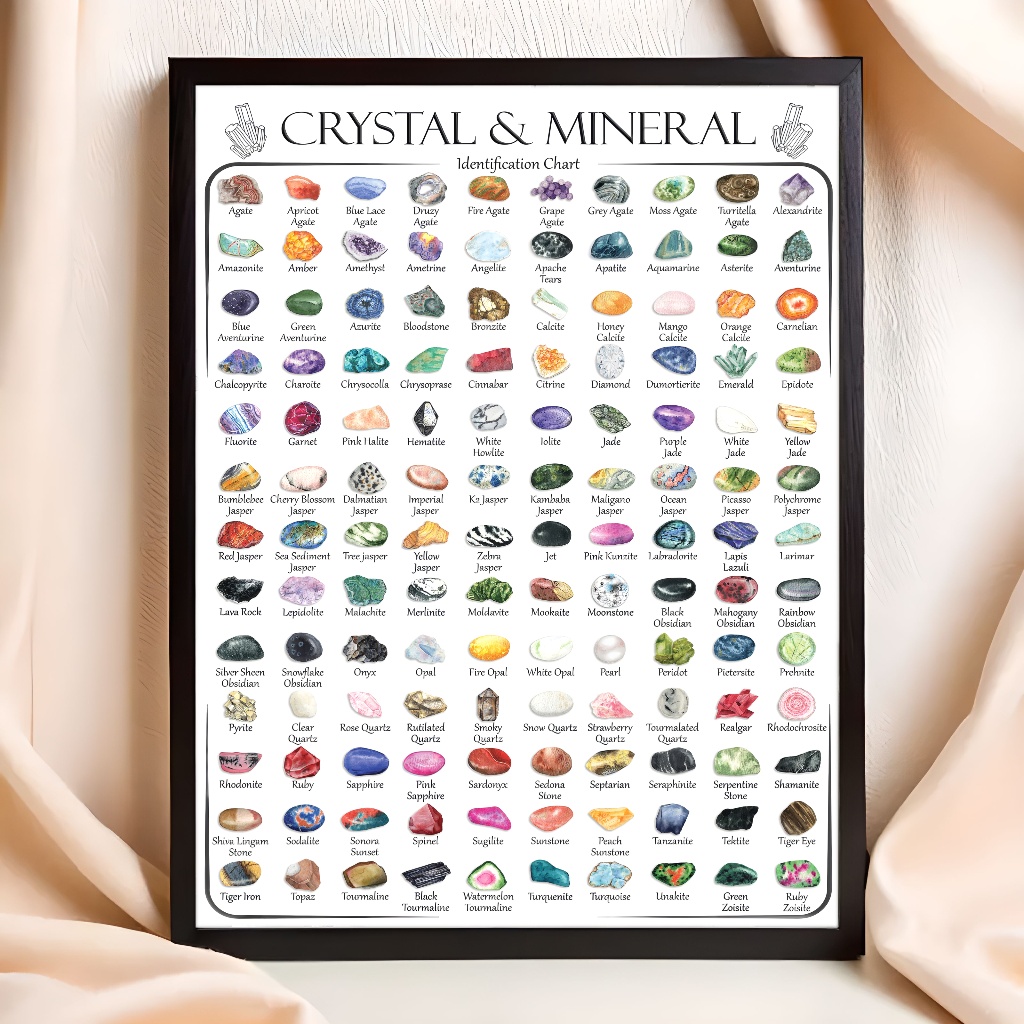 CRYSTAL & MINERAL
Identification Chart
Agate Apricot Agate Blue Lace Agate Druzy Agate Fire Agate Grape Agate Grey Agate Moss Agate Turritella Agate Alexandrite
Amazonite Amber Amethyst Ametrine Angelite Apache Tears Apatite Aquamarine Asterite Aventurine
Blue Aventurine Green Aventurine Azurite Bloodstone Bronzite Calcite Honey Calcite Mango Calcite Orange Calcite Carnelian
Chalcopyrite Charoite Chrysocolla Chrysoprase Cinnabar Citrine Diamond Dumortierite Emerald Epidote
Fluorite Garnet Pink Halite Hematite White Howlite Iolite Jade Purple Jade White Jade Yellow Jade
Bumblebee Jasper Cherry Blossom Jasper Dalmatian Jasper Imperial Jasper K2 Jasper Kambaba Jasper Maligano Jasper Ocean Jasper Picasso Jasper Polychrome Jasper
Red Jasper Sea Sediment Jasper Tree Jasper Yellow Jasper Zebra Jasper Jet Pink Kunzite Labradorite Lapis Lazuli Larimar
Lava Rock Lepidolite Malachite Merlinite Moldavite Mookaite Moonstone Black Obsidian Mahogany Obsidian Rainbow Obsidian
Silver Sheen Obsidian Snowflake Obsidian Onyx Opal Fire Opal White Opal Pearl Peridot Pietersite Prehnite
Pyrite Clear Quartz Rose Quartz Rutilated Quartz Smoky Quartz Snow Quartz Strawberry Quartz Tourmalated Quartz Realgar Rhodochrosite
Rhodonite Ruby Sapphire Pink Sapphire Sardonyx Sedona Stone Septarian Seraphinite Serpentine Stone Shamanite
Shiva Lingam Stone Sodalite Sonora Sunset Spinel Sugilite Sunstone Peach Sunstone Tanzanite Tektite Tiger Eye
Tiger Iron Topaz Tourmaline Black Tourmaline Watermelon Tourmaline Turquenite Turquoise Unakite Green Zoisite Ruby Zoisite